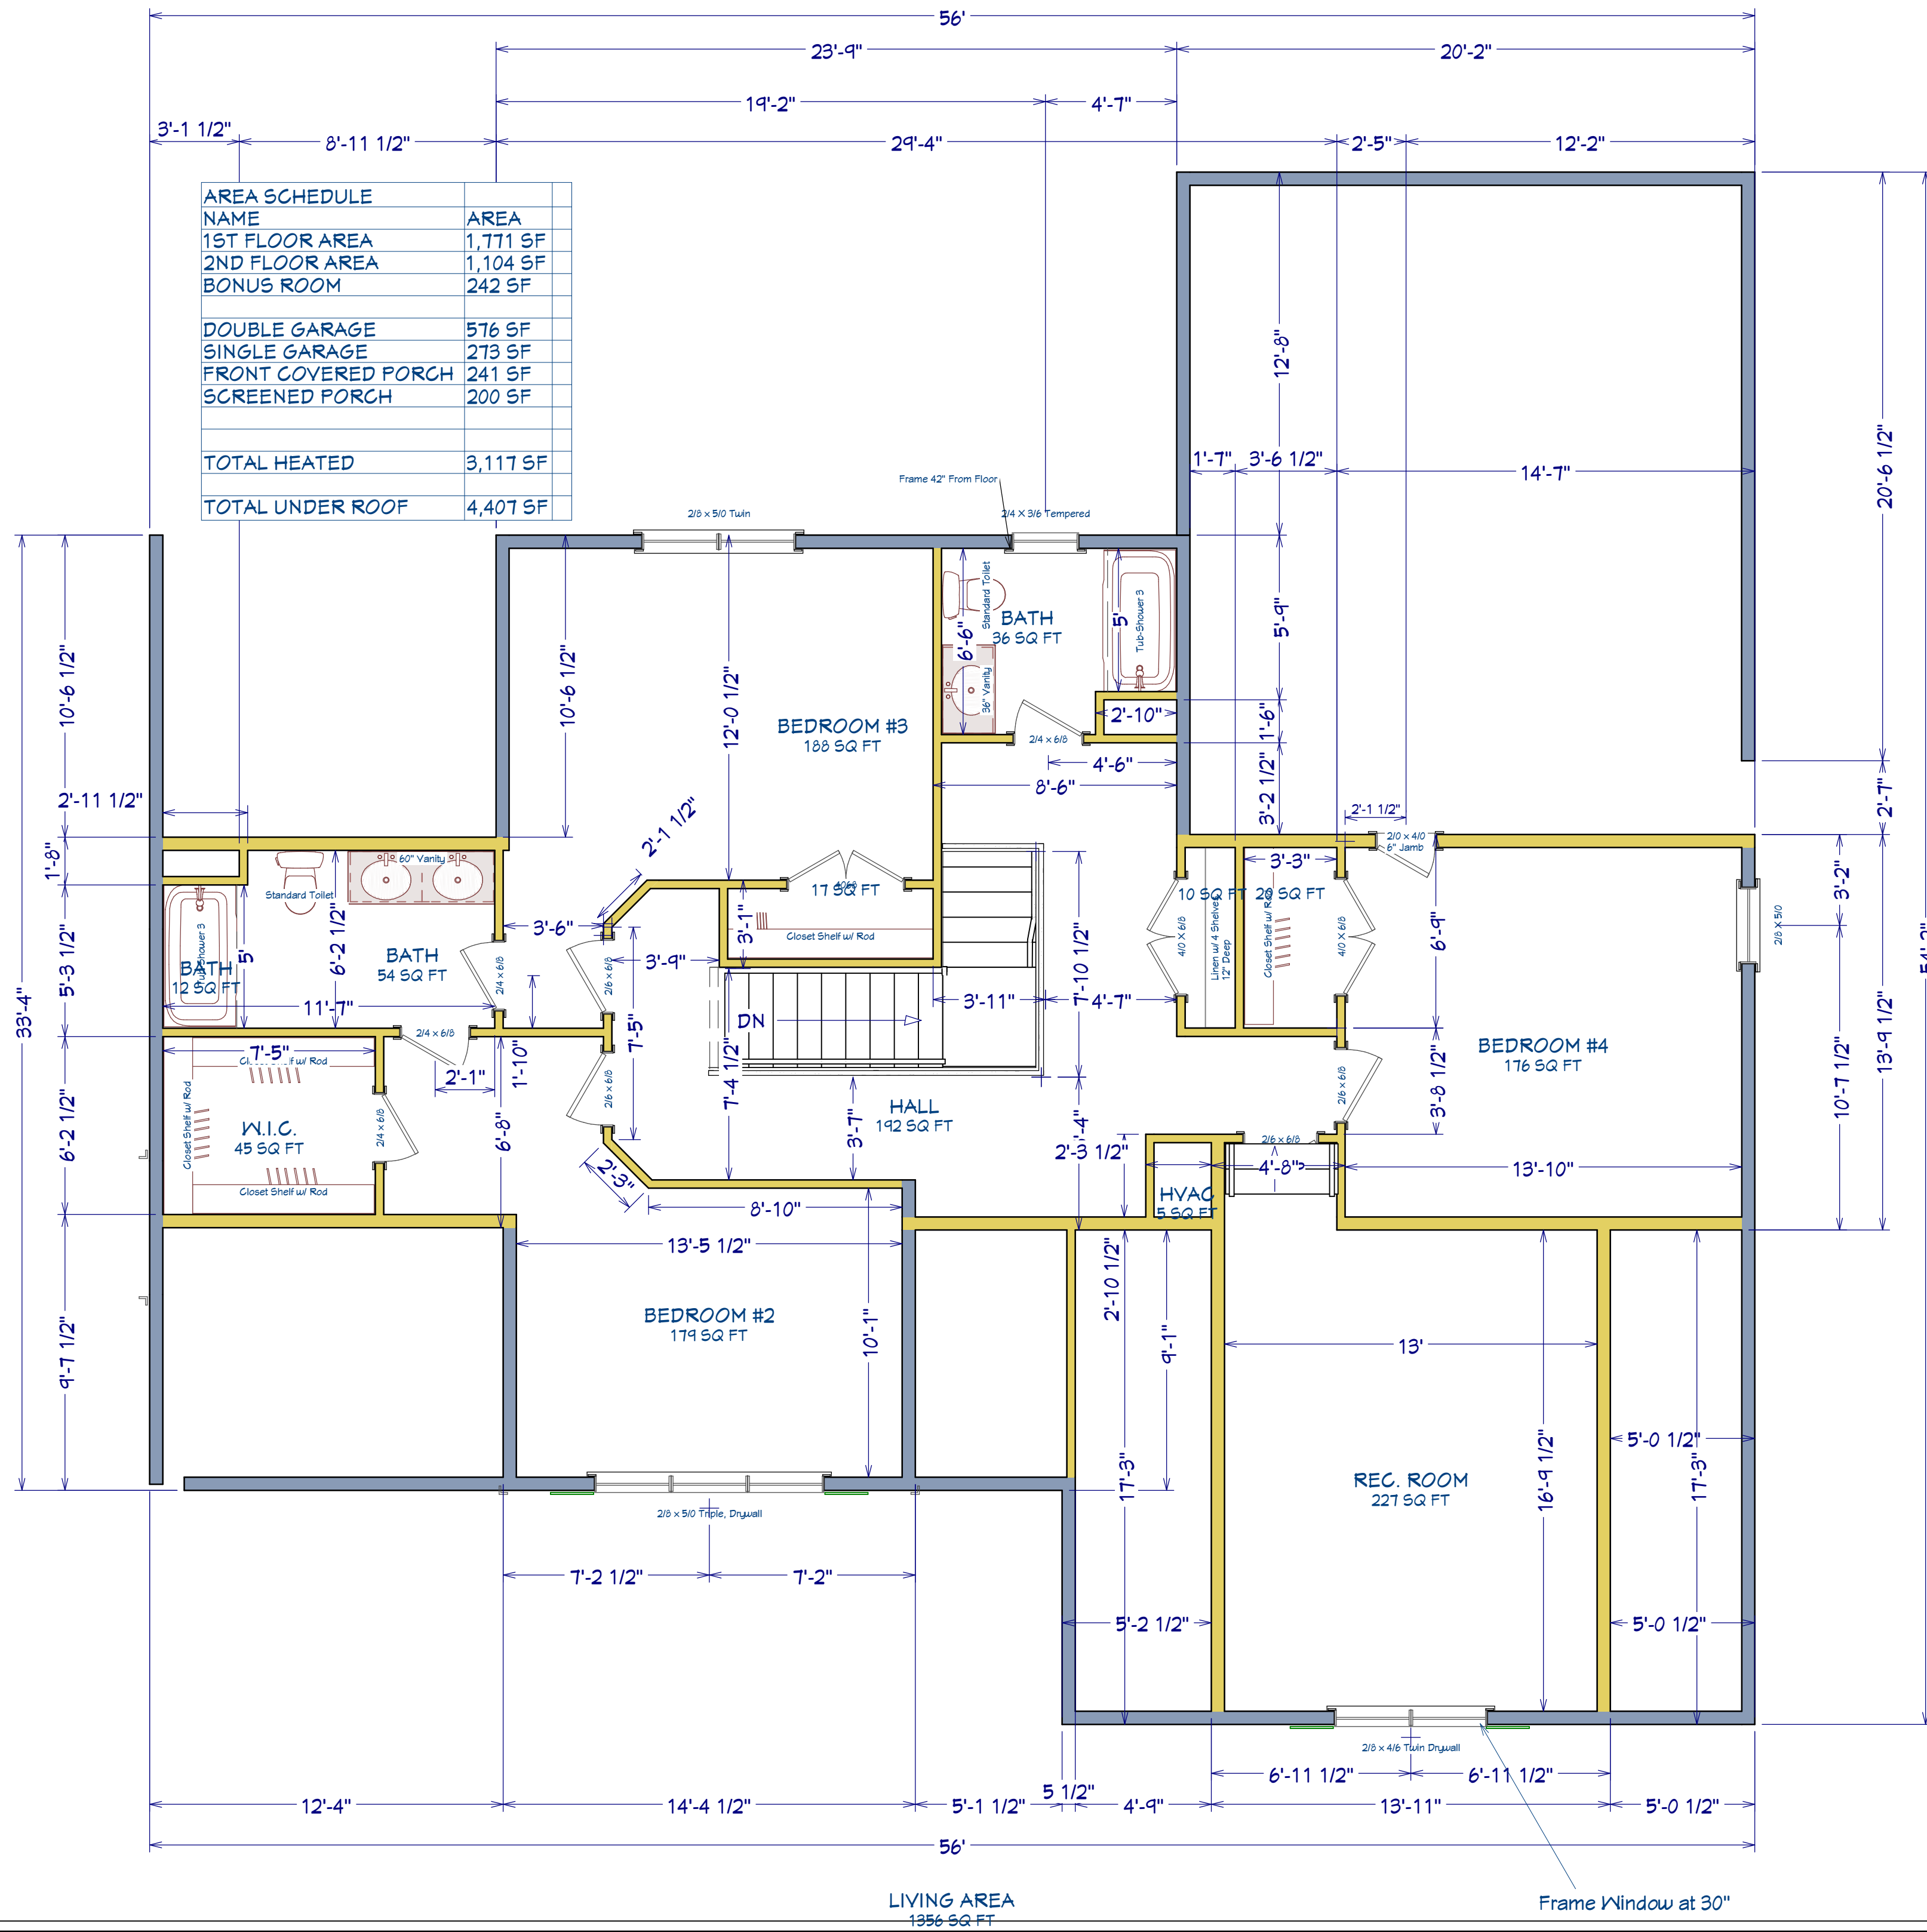 56'
23'-9"
20'-2"
19'-2"
4'-7"
3'-1 1/2"
8'-11 1/2"
29'-4"
2'-5"
12'-2"
AREA SCHEDULE
NAME AREA
1ST FLOOR AREA 1,771 SF
2ND FLOOR AREA 1,104 SF
BONUS ROOM 242 SF
DOUBLE GARAGE 576 SF
SINGLE GARAGE 273 SF
FRONT COVERED PORCH 241 SF
SCREENED PORCH 200 SF
TOTAL HEATED 3,117 SF
TOTAL UNDER ROOF 4,407 SF
12'-8"
20'-6 1/2"
1'-7"
3'-6 1/2"
14'-7"
Frame 42" From Floor
2/8 x 5/0 Twin
2/4 X 3/6 Tempered
10'-6 1/2"
10'-6 1/2"
12'-0 1/2"
BEDROOM #3
188 SQ FT
Standard Toilet
BATH
36 SQ FT
6'-6"
5'
Tub-Shower 3
36" Vanity
5'-9"
2'-10"
1'-6"
2/4 x 6/8
4'-6"
8'-6"
3'-2 1/2"
2'-7"
2'-11 1/2"
2'-1 1/2"
2'-1 1/2"
2/0 x 4/0
6" Jamb
1'-8"
60" Vanity
Standard Toilet
17 SQ FT
Closet Shelf w/ Rod
3'-3"
10 SQ FT
20 SQ FT
3'-2"
2/8 X 5/0
3'-6"
3'-1"
3'-9"
6'-2 1/2"
5'
Tub-Shower 3
BATH
12 SQ FT
BATH
54 SQ FT
11'-7"
2/4 x 6/8
2/6 x 6/8
5'-3 1/2"
33'-4"
4/0 X 6/8
Linen w/ 4 Shelves
12" Deep
Closet Shelf w/ Rod
4/0 X 6/8
6'-9"
54'-2"
3'-11"
4'-7"
7'-10 1/2"
DN
7'-5"
7'-4 1/2"
2/4 x 6/8
7'-5"
Closet Shelf w/ Rod
2'-1"
1'-10"
2/6 x 6/8
BEDROOM #4
176 SQ FT
2/6 x 6/8
3'-8 1/2"
10'-7 1/2"
13'-9 1/2"
Closet Shelf w/ Rod
W.I.C.
45 SQ FT
2/4 x 6/8
6'-2 1/2"
6'-8"
HALL
192 SQ FT
3'-7"
2'-3 1/2"
2/6 x 6/8
4'-8"
13'-10"
Closet Shelf w/ Rod
2'-3"
8'-10"
HVAC
5 SQ FT
13'-5 1/2"
2'-10 1/2"
BEDROOM #2
179 SQ FT
10'-1"
9'-1"
13'
9'-7 1/2"
5'-0 1/2"
17'-3"
REC. ROOM
227 SQ FT
16'-9 1/2"
17'-3"
2/8 x 5/0 Triple, Drywall
7'-2 1/2"
7'-2"
5'-2 1/2"
5'-0 1/2"
2/8 x 4/6 Twin Drywall
6'-11 1/2"
6'-11 1/2"
12'-4"
14'-4 1/2"
5'-1 1/2"
5 1/2"
4'-9"
13'-11"
5'-0 1/2"
56'
LIVING AREA
1356 SQ FT
Frame Window at 30"